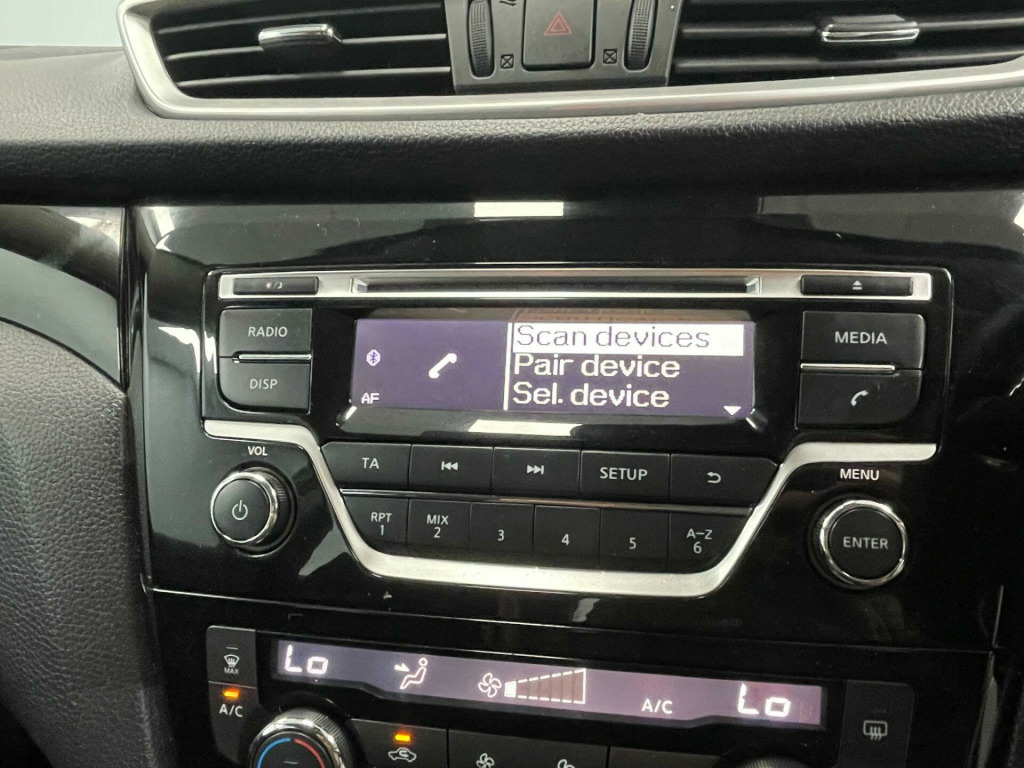 RADIO
DISP
AF
Scan devices
Pair device
Sel. device
MEDIA
VOL
TA
SETUP
MENU
RPT
1
MIX
2
3
4
5
A–Z
6
ENTER
MAX
A/C
Lo
A/C
Lo